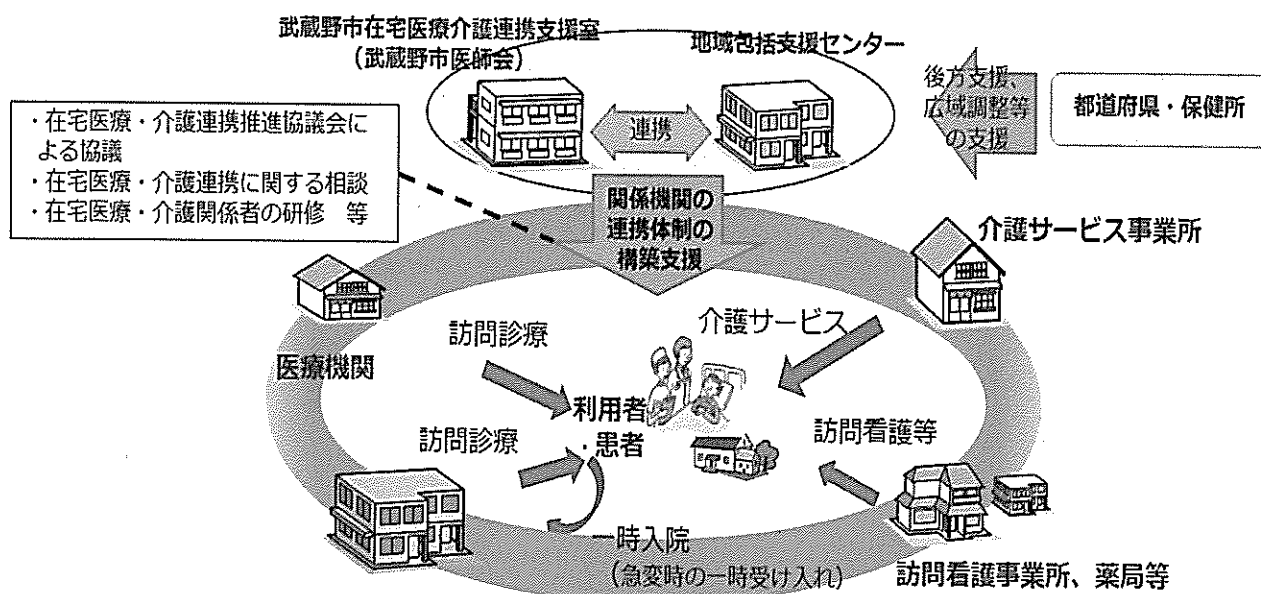 武蔵野市在宅医療介護連携支援室
（武蔵野市医師会）
地域包括支援センター
連携
後方支援、
広域調整等
の支援
都道府県・保健所
・在宅医療・介護連携推進協議会に
よる協議
・在宅医療・介護連携に関する相談
・在宅医療・介護関係者の研修　等
関係機関の
連携体制の
構築支援
介護サービス事業所
医療機関
訪問診療
介護サービス
利用者
・患者
訪問診療
訪問看護等
一時入院
（急変時の一時受け入れ）
訪問看護事業所、薬局等